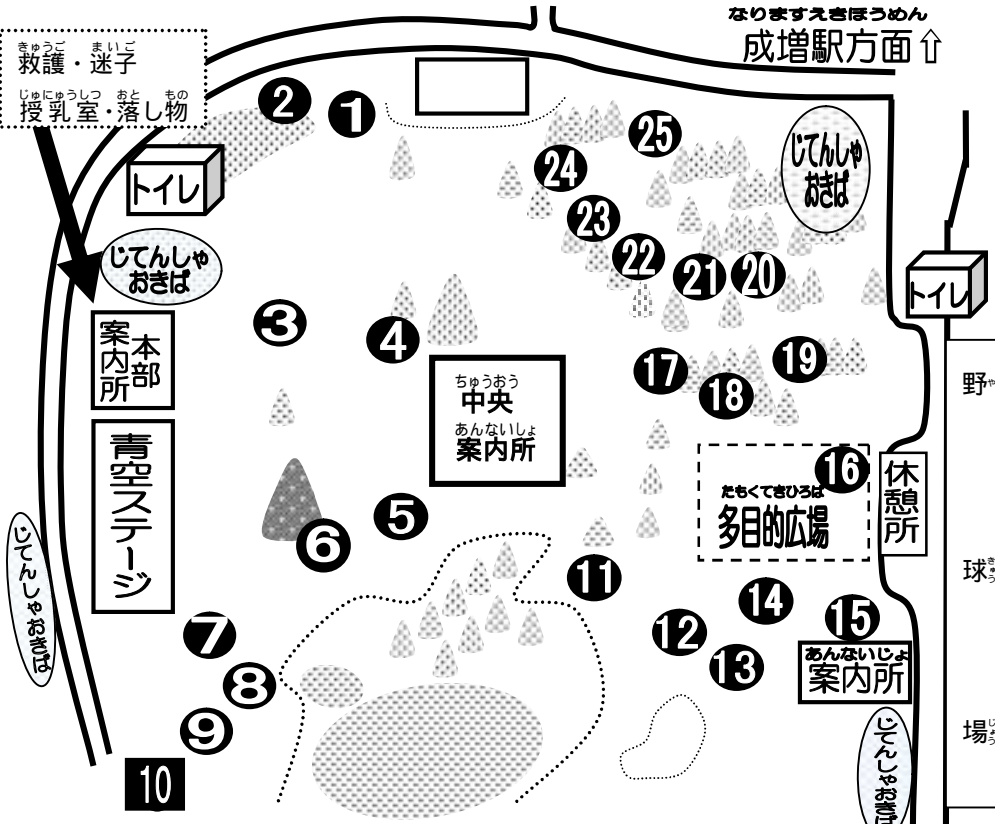 なりますえきほうめん
成増駅方面⇧
きゅうご まいご
救護・迷子
じゅにゅうしつ おと もの
授乳室・落し物
2
1
25
じてんしゃ
おきば
24
トイレ
23
じてんしゃ
おきば
22
21
20
トイレ
3
4
本部
案内所
17
18
19
野や
ちゅうおう
中央
あんないしょ
案内所
青空ステージ
16
休憩所
たもくてきひろば
多目的広場
5
6
じてんしゃおきば
11
球きゅう
14
15
12
13
あんないじょ
案内所
7
8
9
場じょう
じてんしゃおきば
10